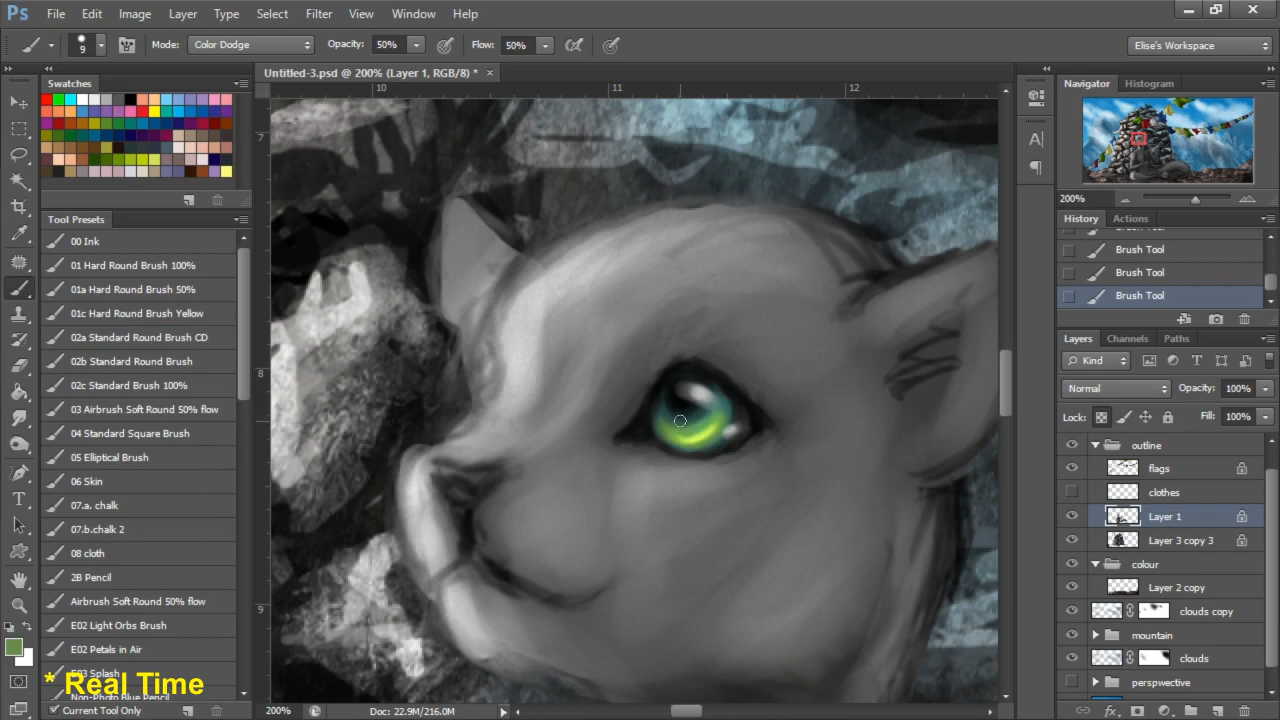 Ps File Edit Image Layer Type Select Filter View Window Help
9 Mode: Color Dodge Opacity: 50% Flow: 50% Elise's Workspace
Swatches
Tool Presets
00 Ink
01 Hard Round Brush 100%
01a Hard Round Brush 50%
01c Hard Round Brush Yellow
02a Standard Round Brush CD
02b Standard Round Brush
02c Standard Brush 100%
03 Airbrush Soft Round 50% flow
04 Standard Square Brush
05 Elliptical Brush
06 Skin
07.a. chalk
07.b.chalk 2
08 cloth
2B Pencil
Airbrush Soft Round 50% flow
E02 Light Orbs Brush
E02 Petals in Air
E03 Splash
Non-Photo Blue Pencil
Current Tool Only
* Real Time
Untitled-3.psd @ 200% (Layer 1, RGB/8) *
10 11 12
7
8
9
200% Doc: 22.9M/216.0M
Navigator Histogram
200%
History Actions
Brush Tool
Brush Tool
Brush Tool
Brush Tool
Layers Channels Paths
Kind
Normal Opacity: 100%
Lock: Fill: 100%
outline
flags
clothes
Layer 1
Layer 3 copy 3
colour
Layer 2 copy
clouds copy
mountain
clouds
perspwective